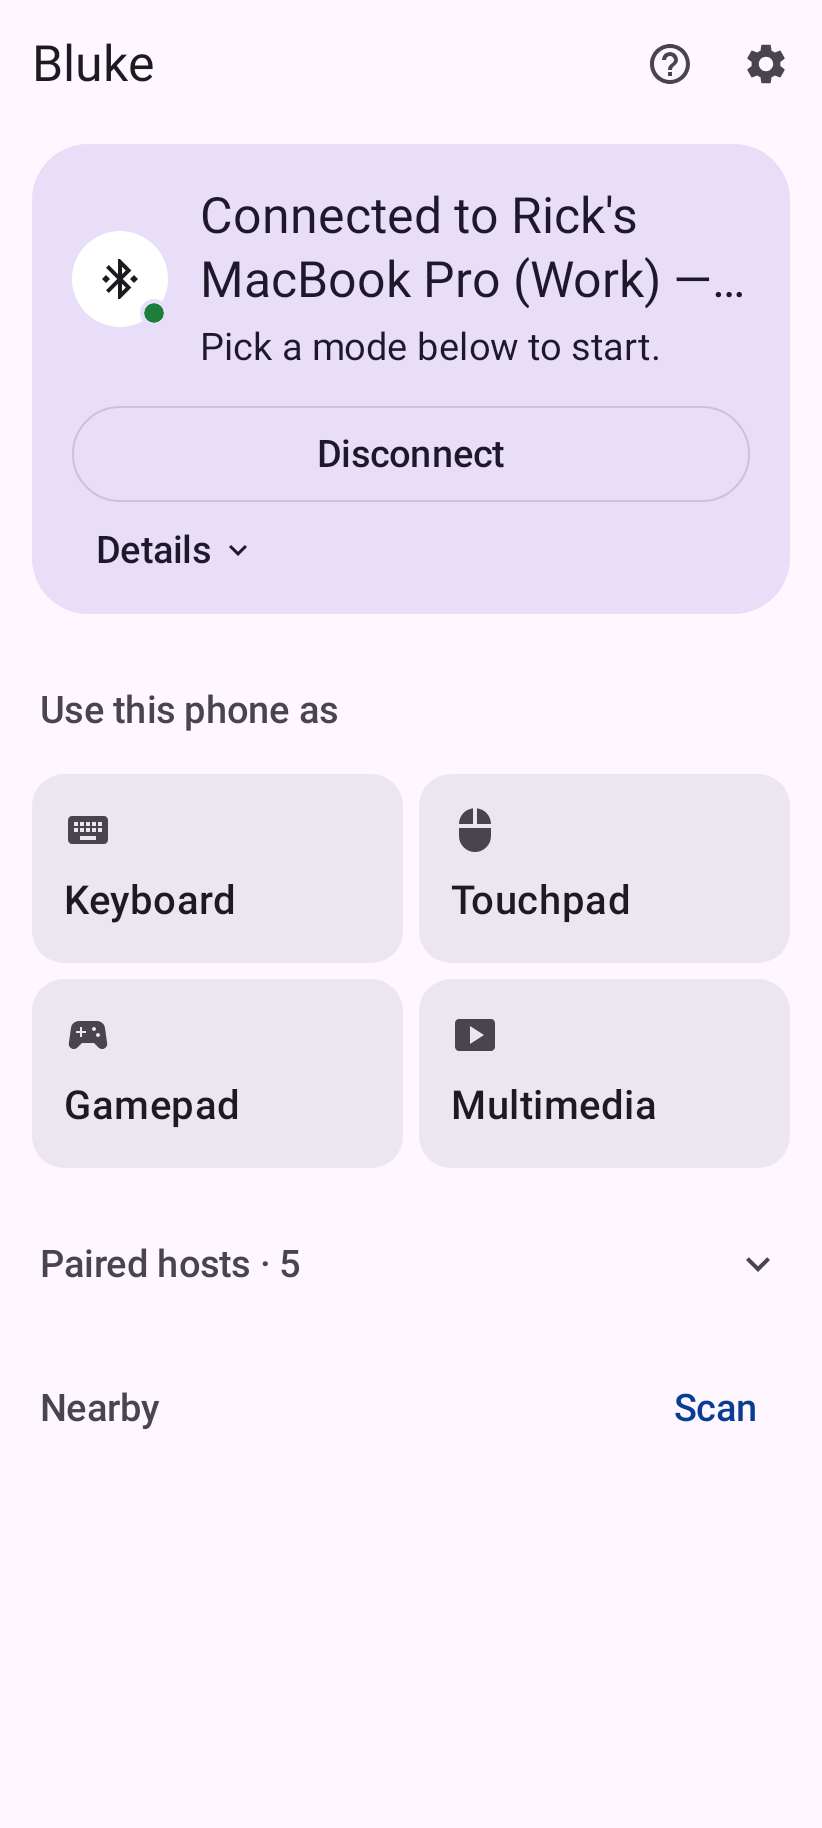 Bluke
Connected to Rick's
MacBook Pro (Work) —…
Pick a mode below to start.
Disconnect
Details
Use this phone as
Keyboard
Touchpad
Gamepad
Multimedia
Paired hosts · 5
Nearby
Scan